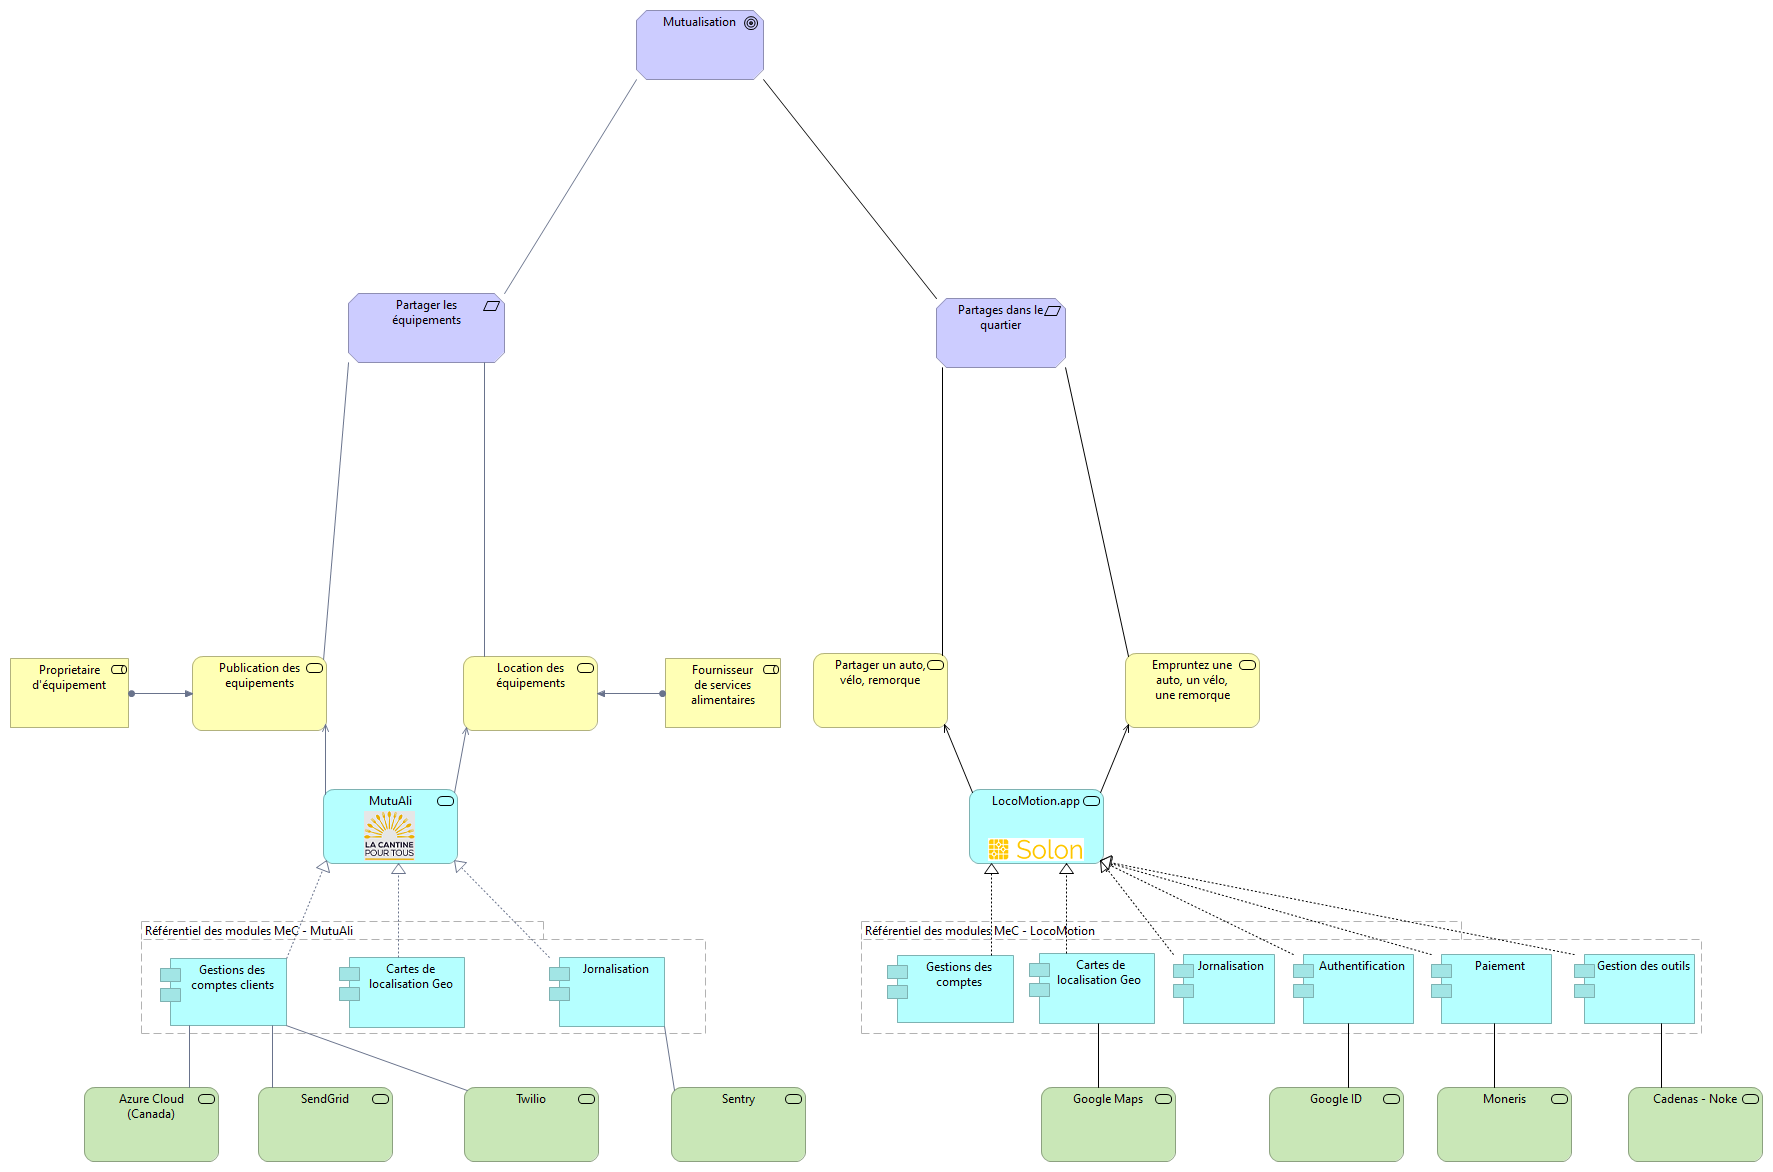 Mutualisation
Partager les
équipements
Partages dans le
quartier
Proprietaire
d'équipement
Publication des
equipements
Location des
équipements
Fournisseur
de services
alimentaires
Partager un auto,
vélo, remorque
Empruntez une
auto, un vélo,
une remorque
MutuAli
LA CANTINE
POUR TOUS
LocoMotion.app
Solon
Référentiel des modules MeC - MutuAli
Gestions des
comptes clients
Cartes de
localisation Geo
Jornalisation
Référentiel des modules MeC - LocoMotion
Gestions des
comptes
Cartes de
localisation Geo
Jornalisation
Authentification
Paiement
Gestion des outils
Azure Cloud
(Canada)
SendGrid
Twilio
Sentry
Google Maps
Google ID
Moneris
Cadenas - Noke